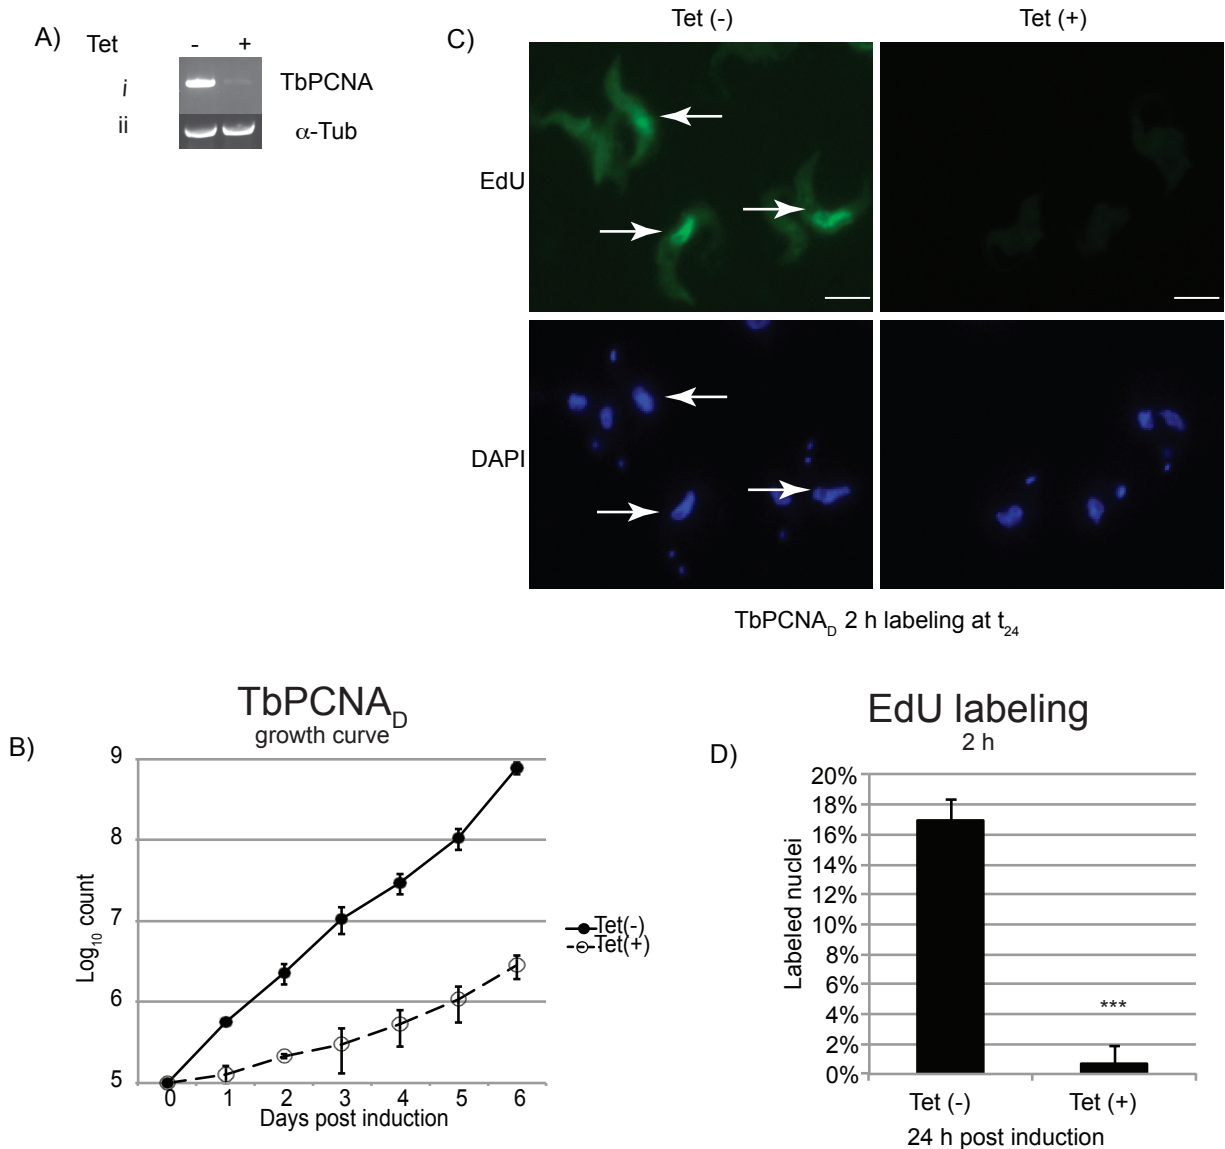 A)
Tet - +
i TbPCNA
ii α-Tub
C)
Tet (-) Tet (+)
EdU
DAPI
TbPCNA_D 2 h labeling at t_24
B)
TbPCNA_D
growth curve
Log10 count
9
8
7
6
5
0 1 2 3 4 5 6
Days post induction
Tet(-)
Tet(+)
D)
EdU labeling
2 h
Labeled nuclei
20%
18%
16%
14%
12%
10%
8%
6%
4%
2%
0%
***
Tet (-) Tet (+)
24 h post induction